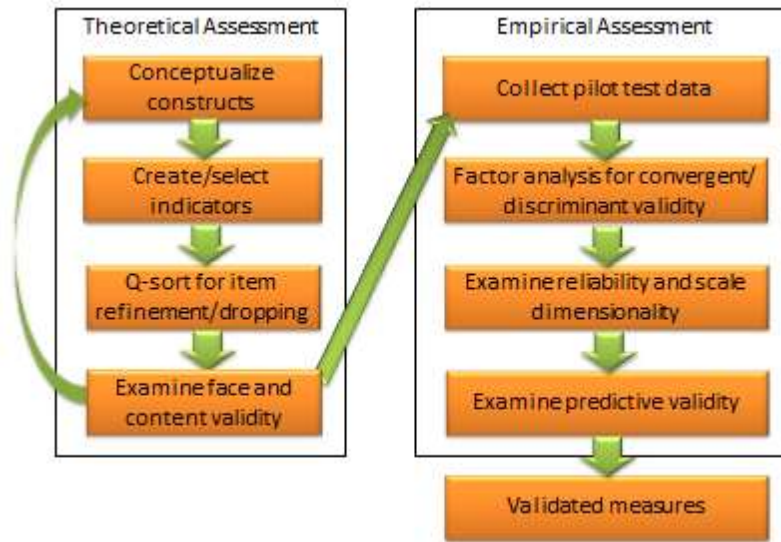 Theoretical Assessment
Conceptualize
constructs
Create/select
indicators
Q-sort for item
refinement/dropping
Examine face and
content validity
Empirical Assessment
Collect pilot test data
Factor analysis for convergent/
discriminant validity
Examine reliability and scale
dimensionality
Examine predictive validity
Validated measures